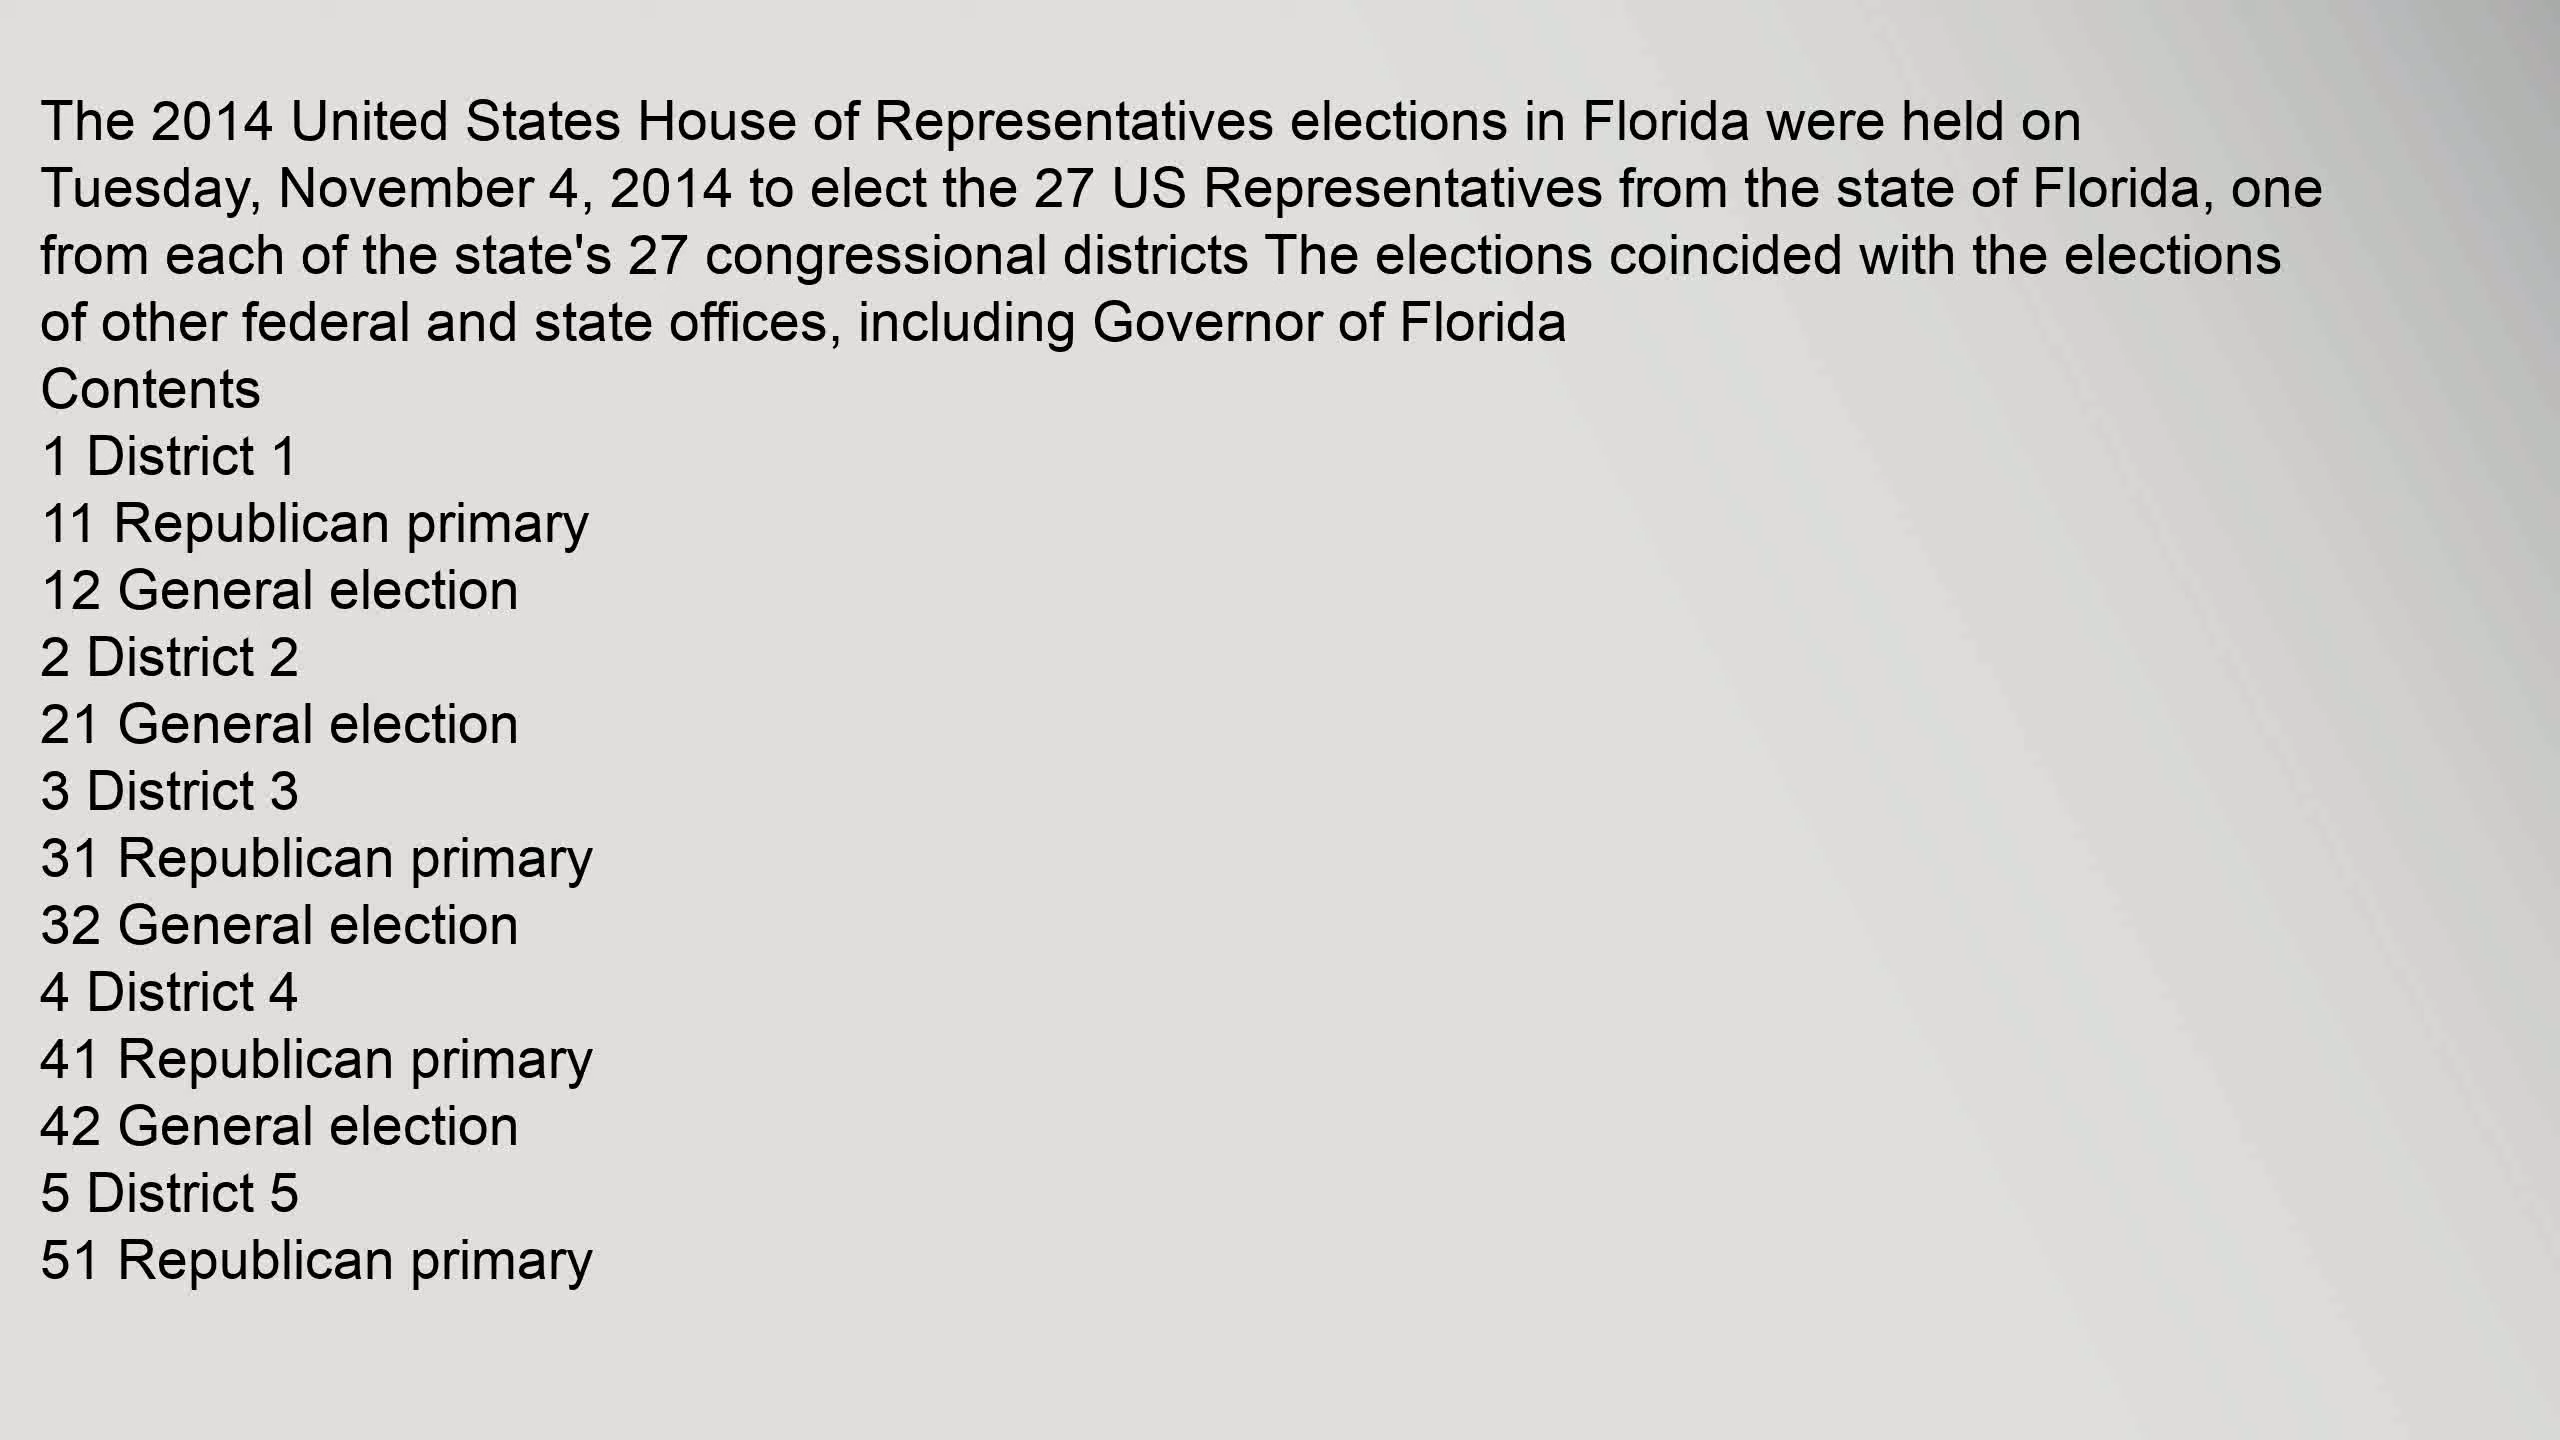 The 2014 United States House of Representatives elections in Florida were held on
Tuesday, November 4, 2014 to elect the 27 US Representatives from the state of Florida, one
from each of the state's 27 congressional districts The elections coincided with the elections
of other federal and state offices, including Governor of Florida
Contents
1 District 1
11 Republican primary
12 General election
2 District 2
21 General election
3 District 3
31 Republican primary
32 General election
4 District 4
41 Republican primary
42 General election
5 District 5
51 Republican primary